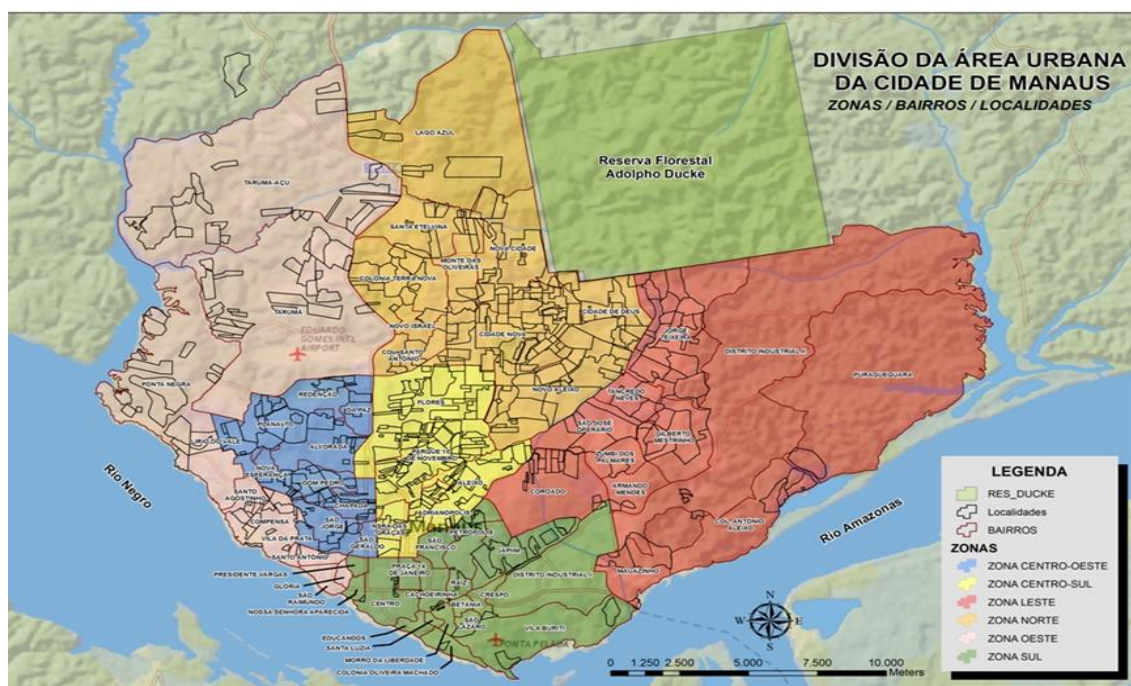 DIVISÃO DA ÁREA URBANA
DA CIDADE DE MANAUS
ZONAS / BAIRROS / LOCALIDADES
Reserva Florestal
Adolpho Ducke
LAGO AZUL
TARUMÃ-AÇU
SANTA ETELVINA
NOVA CIDADE
MONTE DAS
OLIVEIRAS
COLÔNIA TERRA NOVA
TARUMÃ
CIDADE DE DEUS
EDUARDO
GOMES INT'L
AIRPORT
NOVO ISRAEL
CIDADE NOVA
JORGE
TEIXEIRA
DISTRITO INDUSTRIAL II
COL. SANTO
ANTÔNIO
PURAQUEQUARA
PONTA NEGRA
REDENÇÃO
NOVO ALEIXO
TANCREDO
NEVES
DA PAZ
FLORES
PLANALTO
SÃO JOSÉ
OPERÁRIO
GILBERTO
MESTRINHO
LÍRIO DO VALE
ALVORADA
PARQUE 10
DE NOVEMBRO
ZUMBI DOS
PALMARES
NOVA
ESPERANÇA
DOM PEDRO
ALEIXO
COROADO
ARMANDO
MENDES
Rio Negro
SANTO
AGOSTINHO
CHAPADA
ADRIANÓPOLIS
COMPENSA
SÃO
JORGE
NSRA DAS
GRAÇAS
COL. ANTÔNIO
ALEIXO
Rio Amazonas
VILA DA PRATA
SÃO
GERALDO
SÃO
FRANCISCO
PETRÓPOLIS
JAPIIM
SANTO ANTÔNIO
PRESIDENTE VARGAS
PRAÇA 14
DE JANEIRO
DISTRITO INDUSTRIAL I
MAUAZINHO
GLÓRIA
RAIZ
SÃO
RAIMUNDO
CACHOEIRINHA
CRESPO
NOSSA SENHORA APARECIDA
CENTRO
BETÂNIA
EDUCANDOS
SÃO
LÁZARO
VILA BURITI
SANTA LUZIA
PONTA PELADA
MORRO DA LIBERDADE
COLÔNIA OLIVEIRA MACHADO
N
W E
S
0 1.250 2.500 5.000 7.500 10.000
Meters
LEGENDA
RES_DUCKE
Localidades
BAIRROS
ZONAS
ZONA CENTRO-OESTE
ZONA CENTRO-SUL
ZONA LESTE
ZONA NORTE
ZONA OESTE
ZONA SUL